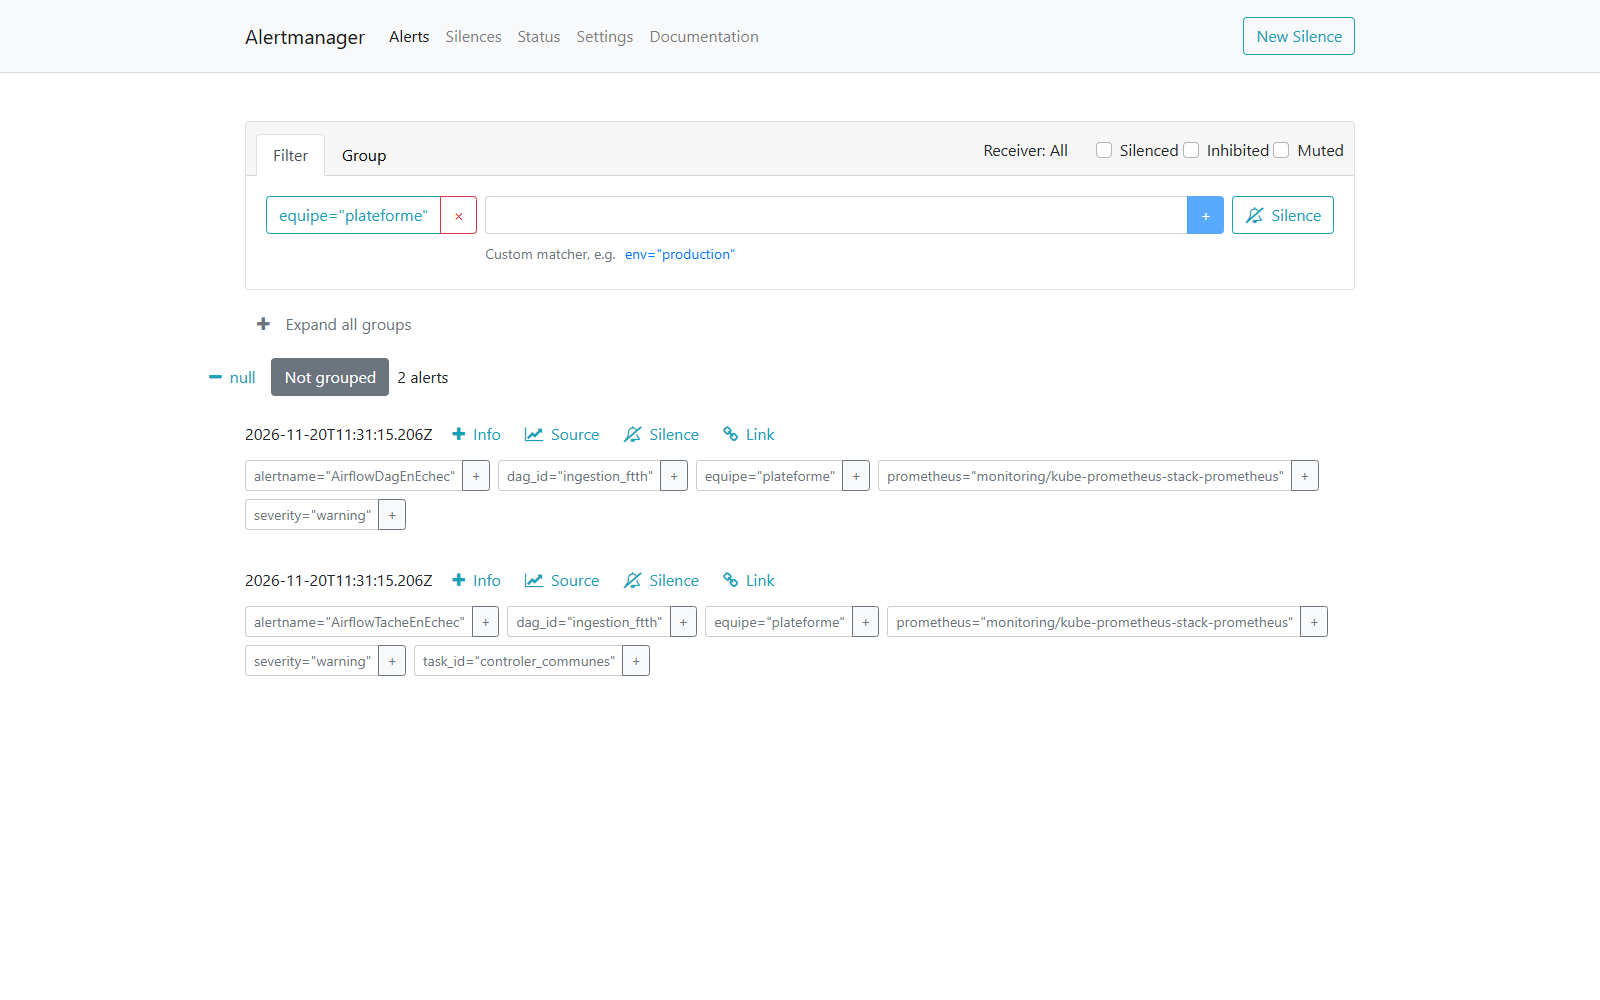 Alertmanager Alerts Silences Status Settings Documentation New Silence
Filter Group Receiver: All Silenced Inhibited Muted
equipe="plateforme" × + Silence
Custom matcher, e.g. env="production"
+ Expand all groups
− null Not grouped 2 alerts
2026-11-20T11:31:15.206Z + Info Source Silence Link
alertname="AirflowDagEnEchec" + dag_id="ingestion_ftth" + equipe="plateforme" + prometheus="monitoring/kube-prometheus-stack-prometheus" +
severity="warning" +
2026-11-20T11:31:15.206Z + Info Source Silence Link
alertname="AirflowTacheEnEchec" + dag_id="ingestion_ftth" + equipe="plateforme" + prometheus="monitoring/kube-prometheus-stack-prometheus" +
severity="warning" + task_id="controler_communes" +